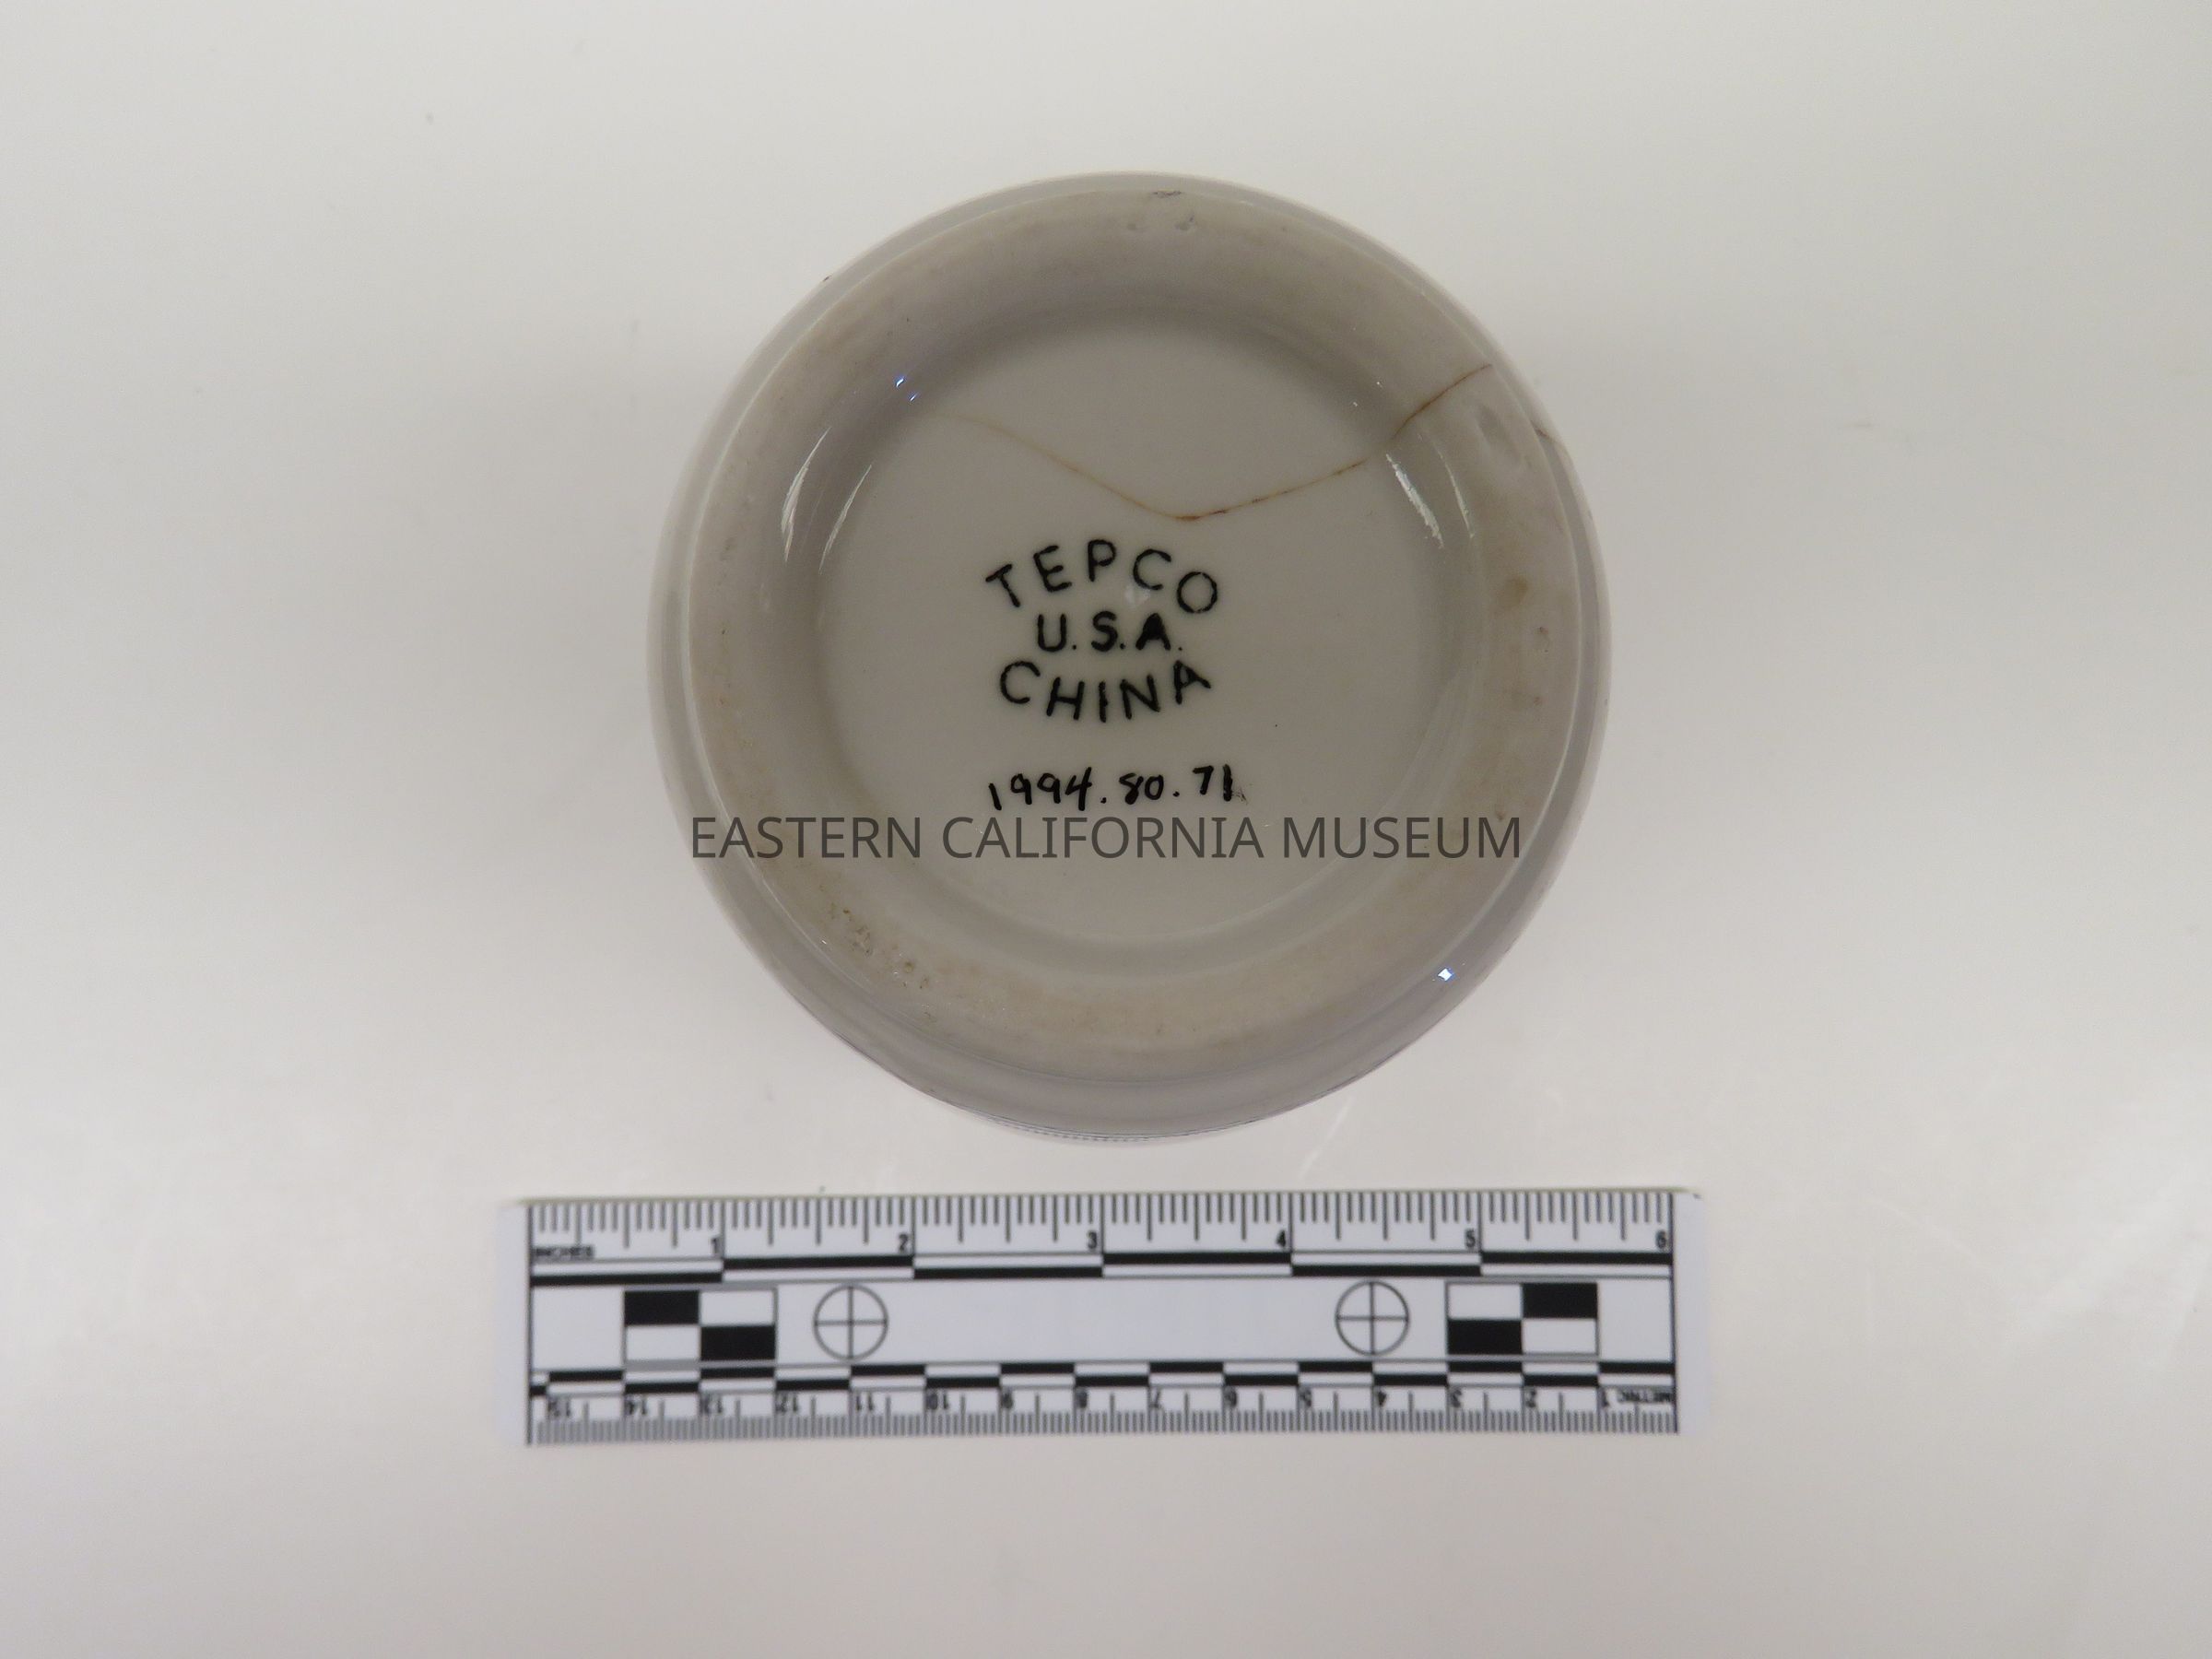 TEPCO
U.S.A.
CHINA
1994.80.71
EASTERN CALIFORNIA MUSEUM
INCHES 1 2 3 4 5 6
15 14 13 12 11 10 9 8 7 6 5 4 3 2 1 METRIC